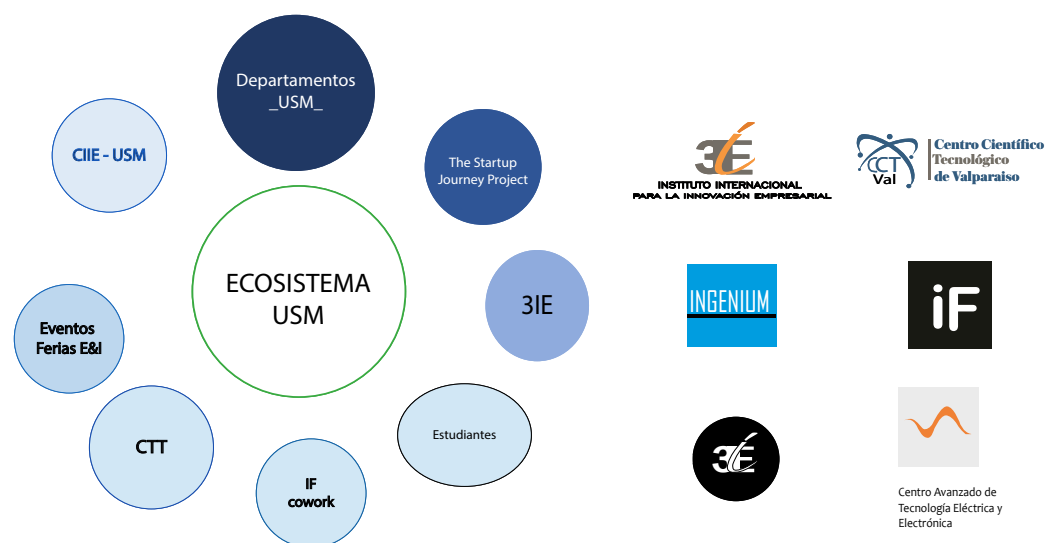 Departamentos
_USM_
CIIE - USM
The Startup
Journey Project
ECOSISTEMA
USM
3IE
Eventos
Ferias E&I
CTT
Estudiantes
IF
cowork
3iE
INSTITUTO INTERNACIONAL
PARA LA INNOVACIÓN EMPRESARIAL
CCT
Val
Centro Científico
Tecnológico
de Valparaiso
INGENIUM
iF
3iE
Centro Avanzado de
Tecnología Eléctrica y
Electrónica